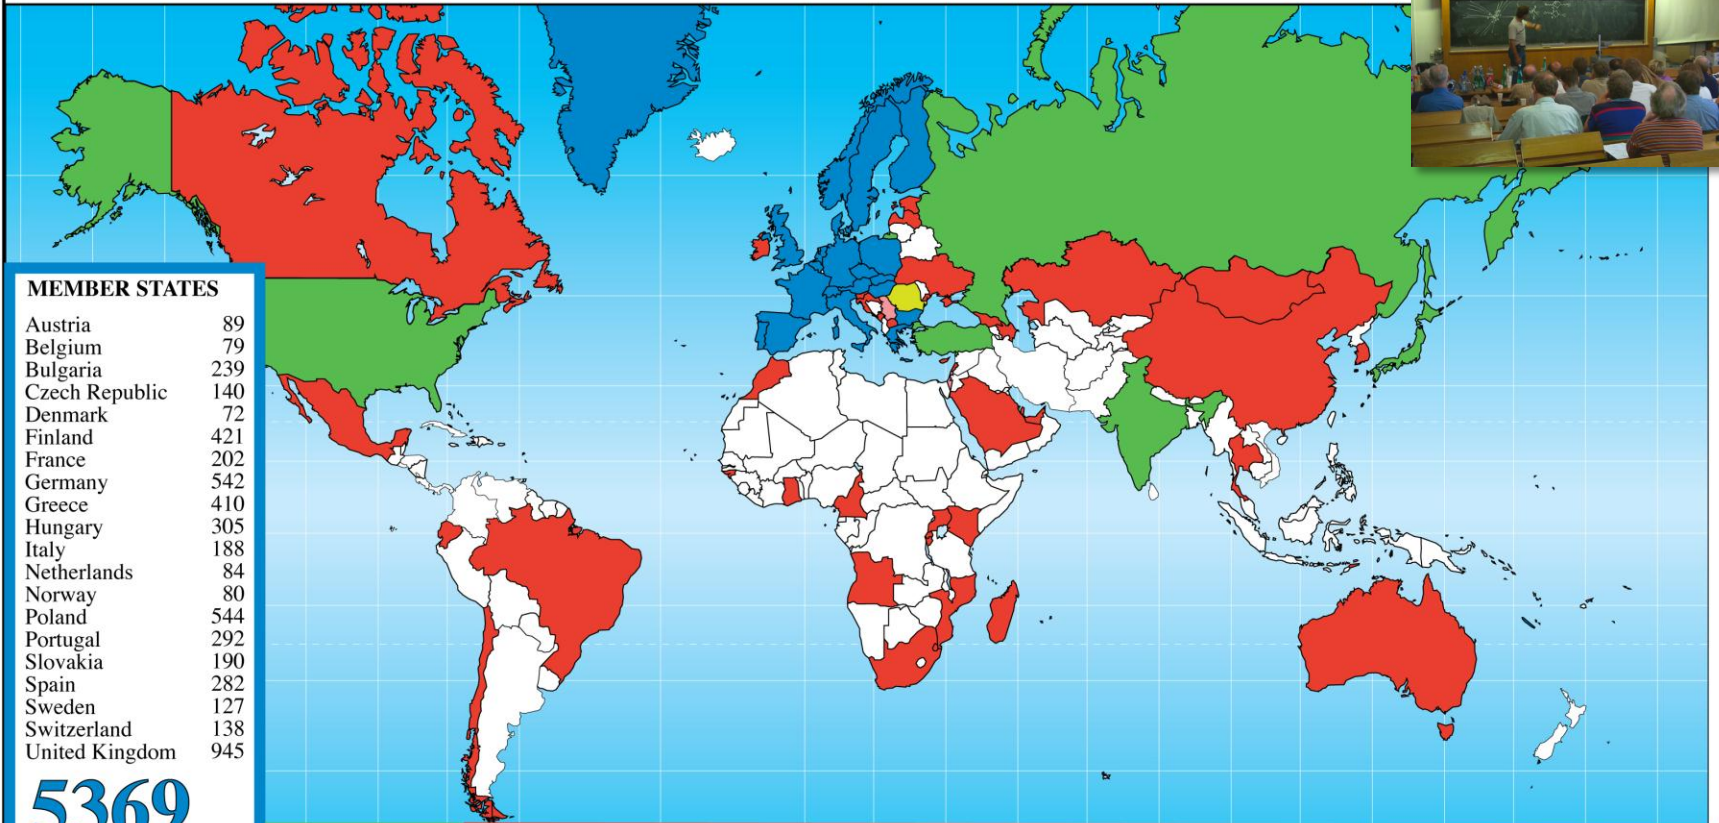 MEMBER STATES
Austria 89
Belgium 79
Bulgaria 239
Czech Republic 140
Denmark 72
Finland 421
France 202
Germany 542
Greece 410
Hungary 305
Italy 188
Netherlands 84
Norway 80
Poland 544
Portugal 292
Slovakia 190
Spain 282
Sweden 127
Switzerland 138
United Kingdom 945
5369